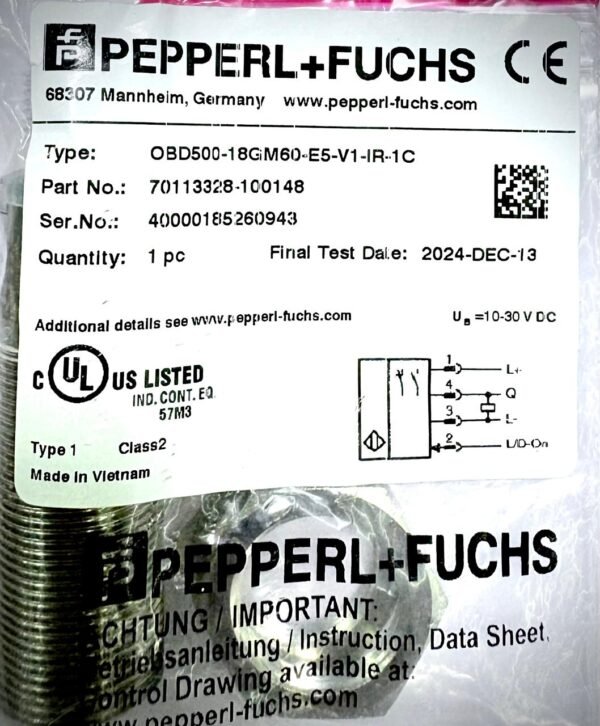 PEPPERL+FUCHS CE
68307 Mannheim, Germany www.pepperl-fuchs.com
Type: OBD500-18GM60-E5-V1-IR-1C
Part No.: 70113328-100148
Ser.No.: 40000185260943
Quantity: 1 pc Final Test Date: 2024-DEC-13
Additional details see www.pepperl-fuchs.com
UB =10-30 V DC
C UL US LISTED
IND. CONT. EQ.
57M3
1 L+
4 Q
3 L-
2 L/D-On
Type 1 Class2
Made in Vietnam
PEPPERL+FUCHS
CHTUNG / IMPORTANT:
etriebsanleitung / Instruction, Data Sheet,
ontrol Drawing available at:
www.pepperl-fuchs.com